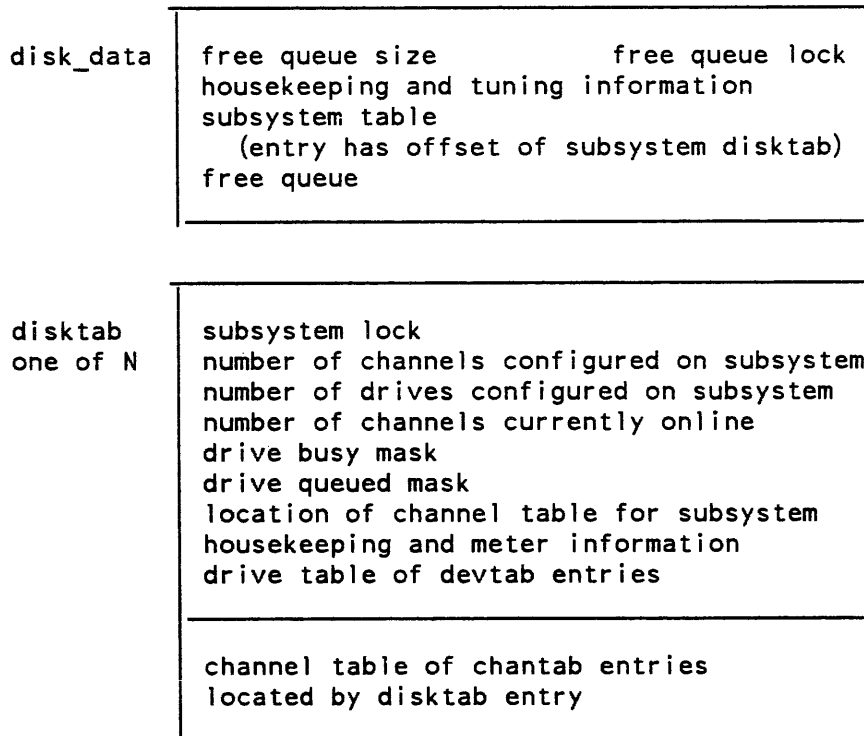 disk_data free queue size free queue lock
housekeeping and tuning information
subsystem table
(entry has offset of subsystem disktab)
free queue
disktab subsystem lock
one of N number of channels configured on subsystem
number of drives configured on subsystem
number of channels currently online
drive busy mask
drive queued mask
location of channel table for subsystem
housekeeping and meter information
drive table of devtab entries
channel table of chantab entries
located by disktab entry